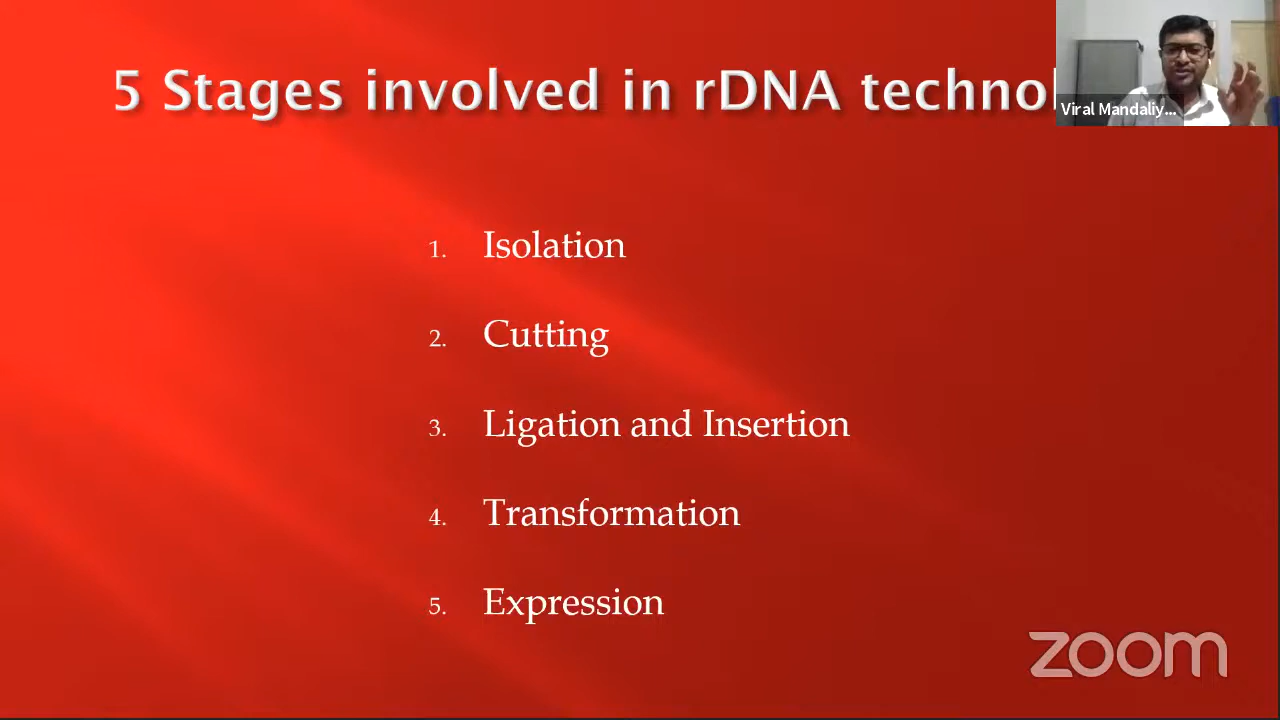 5 Stages involved in rDNA technol
Viral Mandaliy...
1. Isolation
2. Cutting
3. Ligation and Insertion
4. Transformation
5. Expression
zoom